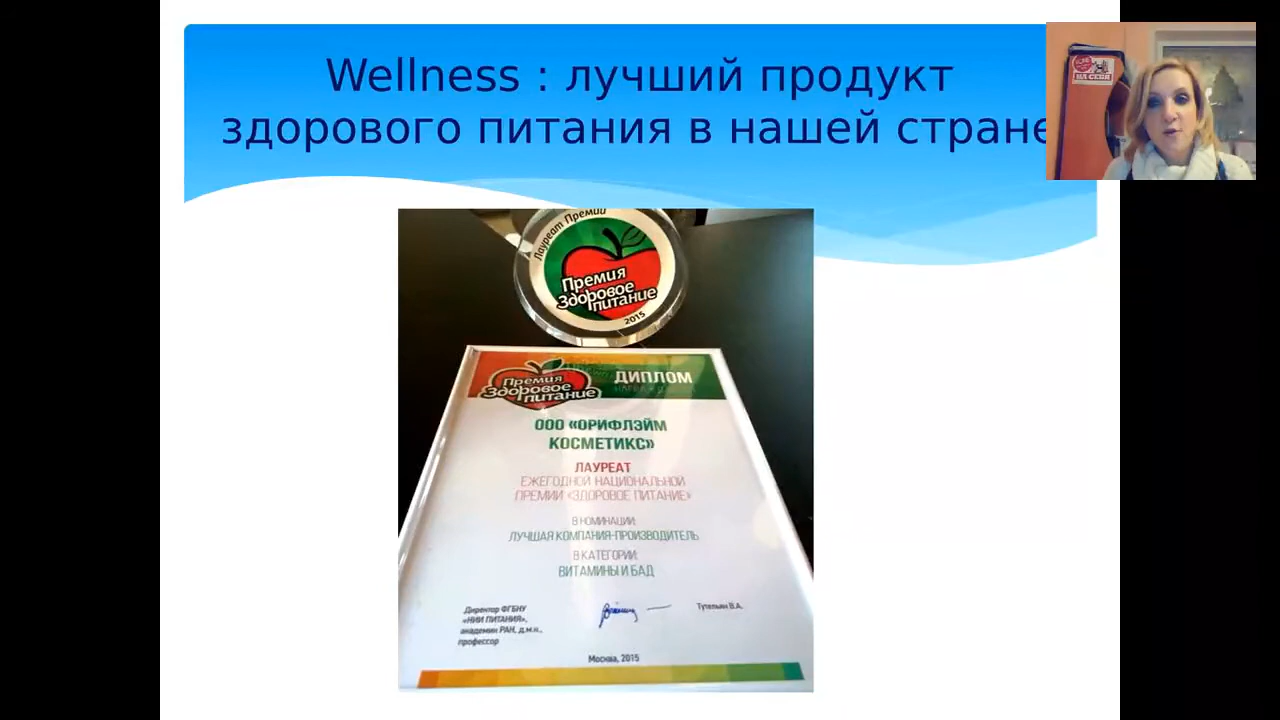 Wellness : лучший продукт
здорового питания в нашей стране
НА СЕБЯ
Лауреат Премии
Премия
Здоровое
питание
2015
Премия
Здоровое
питание
ДИПЛОМ
ООО «ОРИФЛЭЙМ
КОСМЕТИКС»
ЛАУРЕАТ
ЕЖЕГОДНОЙ НАЦИОНАЛЬНОЙ
ПРЕМИИ «ЗДОРОВОЕ ПИТАНИЕ»
В НОМИНАЦИИ:
ЛУЧШАЯ КОМПАНИЯ-ПРОИЗВОДИТЕЛЬ
В КАТЕГОРИИ:
ВИТАМИНЫ И БАД
Директор ФГБНУ
«НИИ ПИТАНИЯ»,
академик РАН, д.м.н.,
профессор
Тутельян В.А.
Москва, 2015